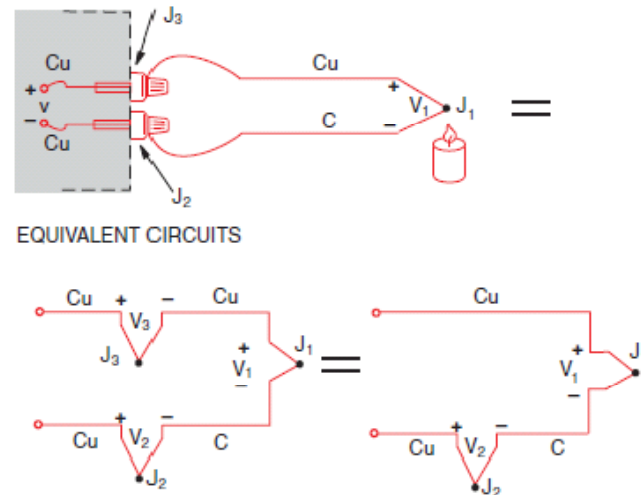 J3
Cu
Cu
+
+
v
V1
J1
=
−
C
−
Cu
J2
EQUIVALENT CIRCUITS
Cu
+
−
Cu
Cu
V3
J3
J1
+
V1
−
=
+
V1
−
J
+
−
Cu
V2
C
J2
+
−
Cu
V2
C
J2